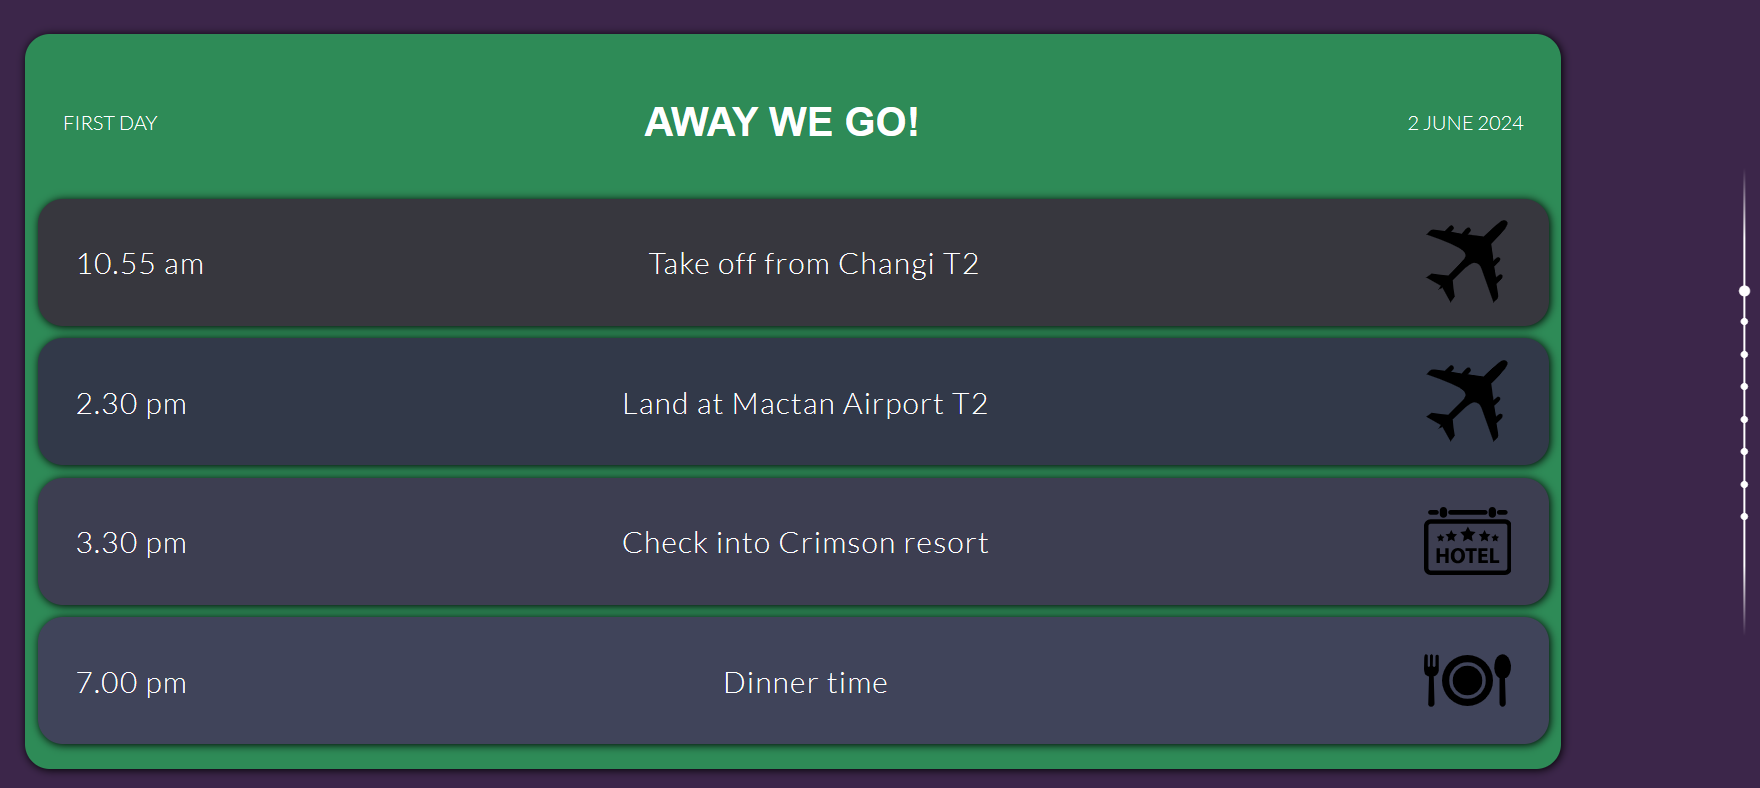 FIRST DAY
AWAY WE GO!
2 JUNE 2024
10.55 am
Take off from Changi T2
2.30 pm
Land at Mactan Airport T2
3.30 pm
Check into Crimson resort
HOTEL
7.00 pm
Dinner time